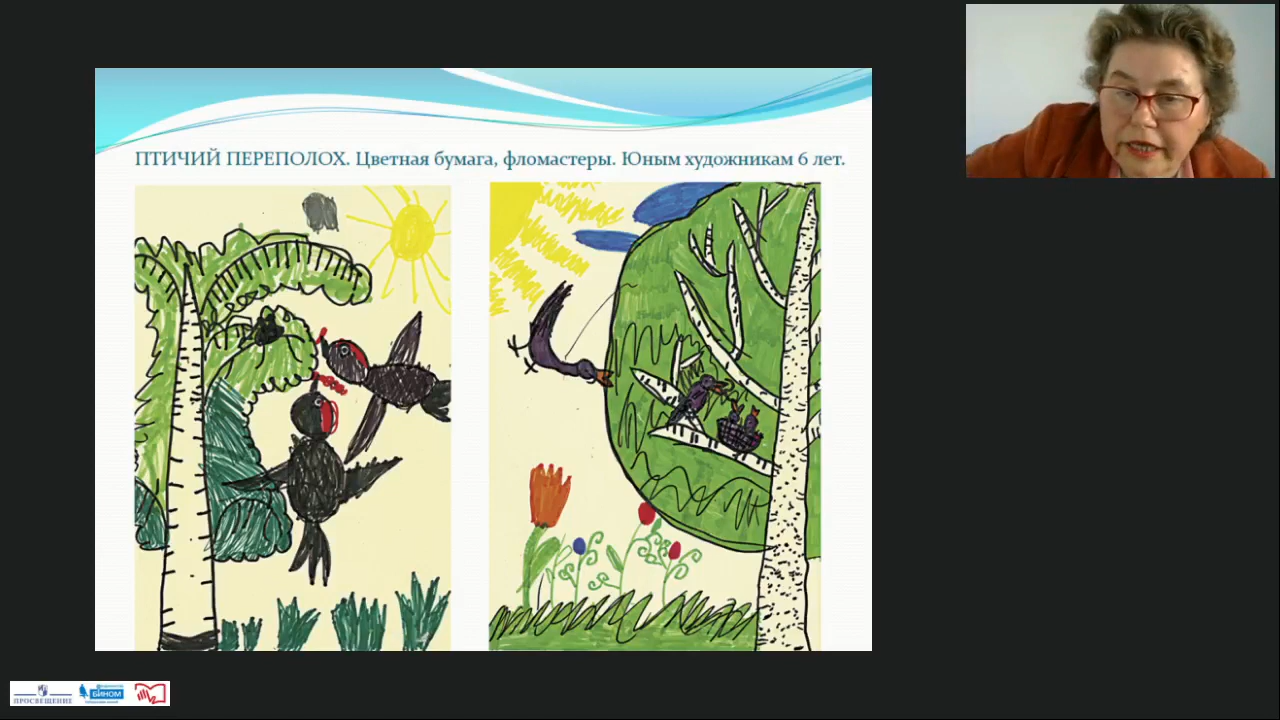 ПТИЧИЙ ПЕРЕПОЛОХ. Цветная бумага, фломастеры. Юным художникам 6 лет.
ПРОСВЕЩЕНИЕ
БИНОМ